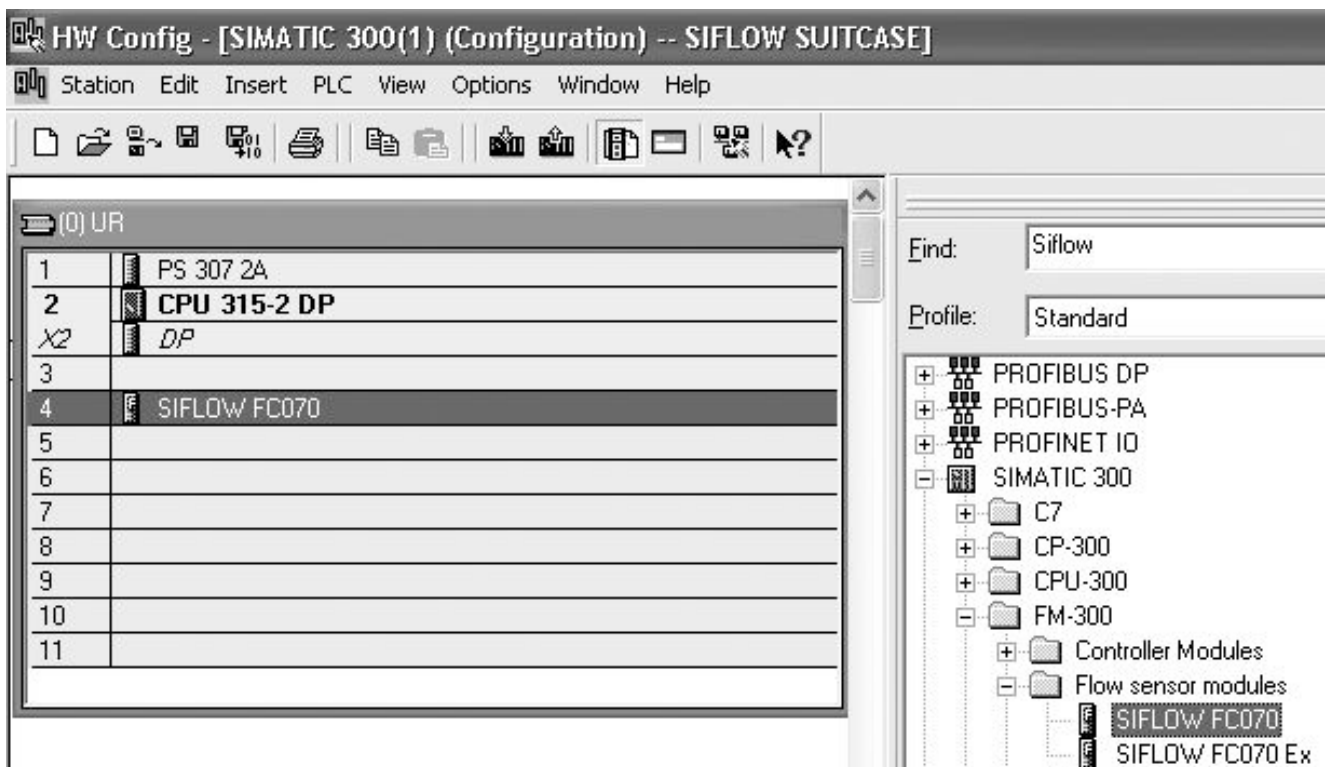 HW Config - [SIMATIC 300(1) (Configuration) -- SIFLOW SUITCASE]
Station Edit Insert PLC View Options Window Help
(0) UR
1 PS 307 2A
2 CPU 315-2 DP
X2 DP
3
4 SIFLOW FC070
5
6
7
8
9
10
11
Find: Siflow
Profile: Standard
PROFIBUS DP
PROFIBUS-PA
PROFINET IO
SIMATIC 300
C7
CP-300
CPU-300
FM-300
Controller Modules
Flow sensor modules
SIFLOW FC070
SIFLOW FC070 Ex